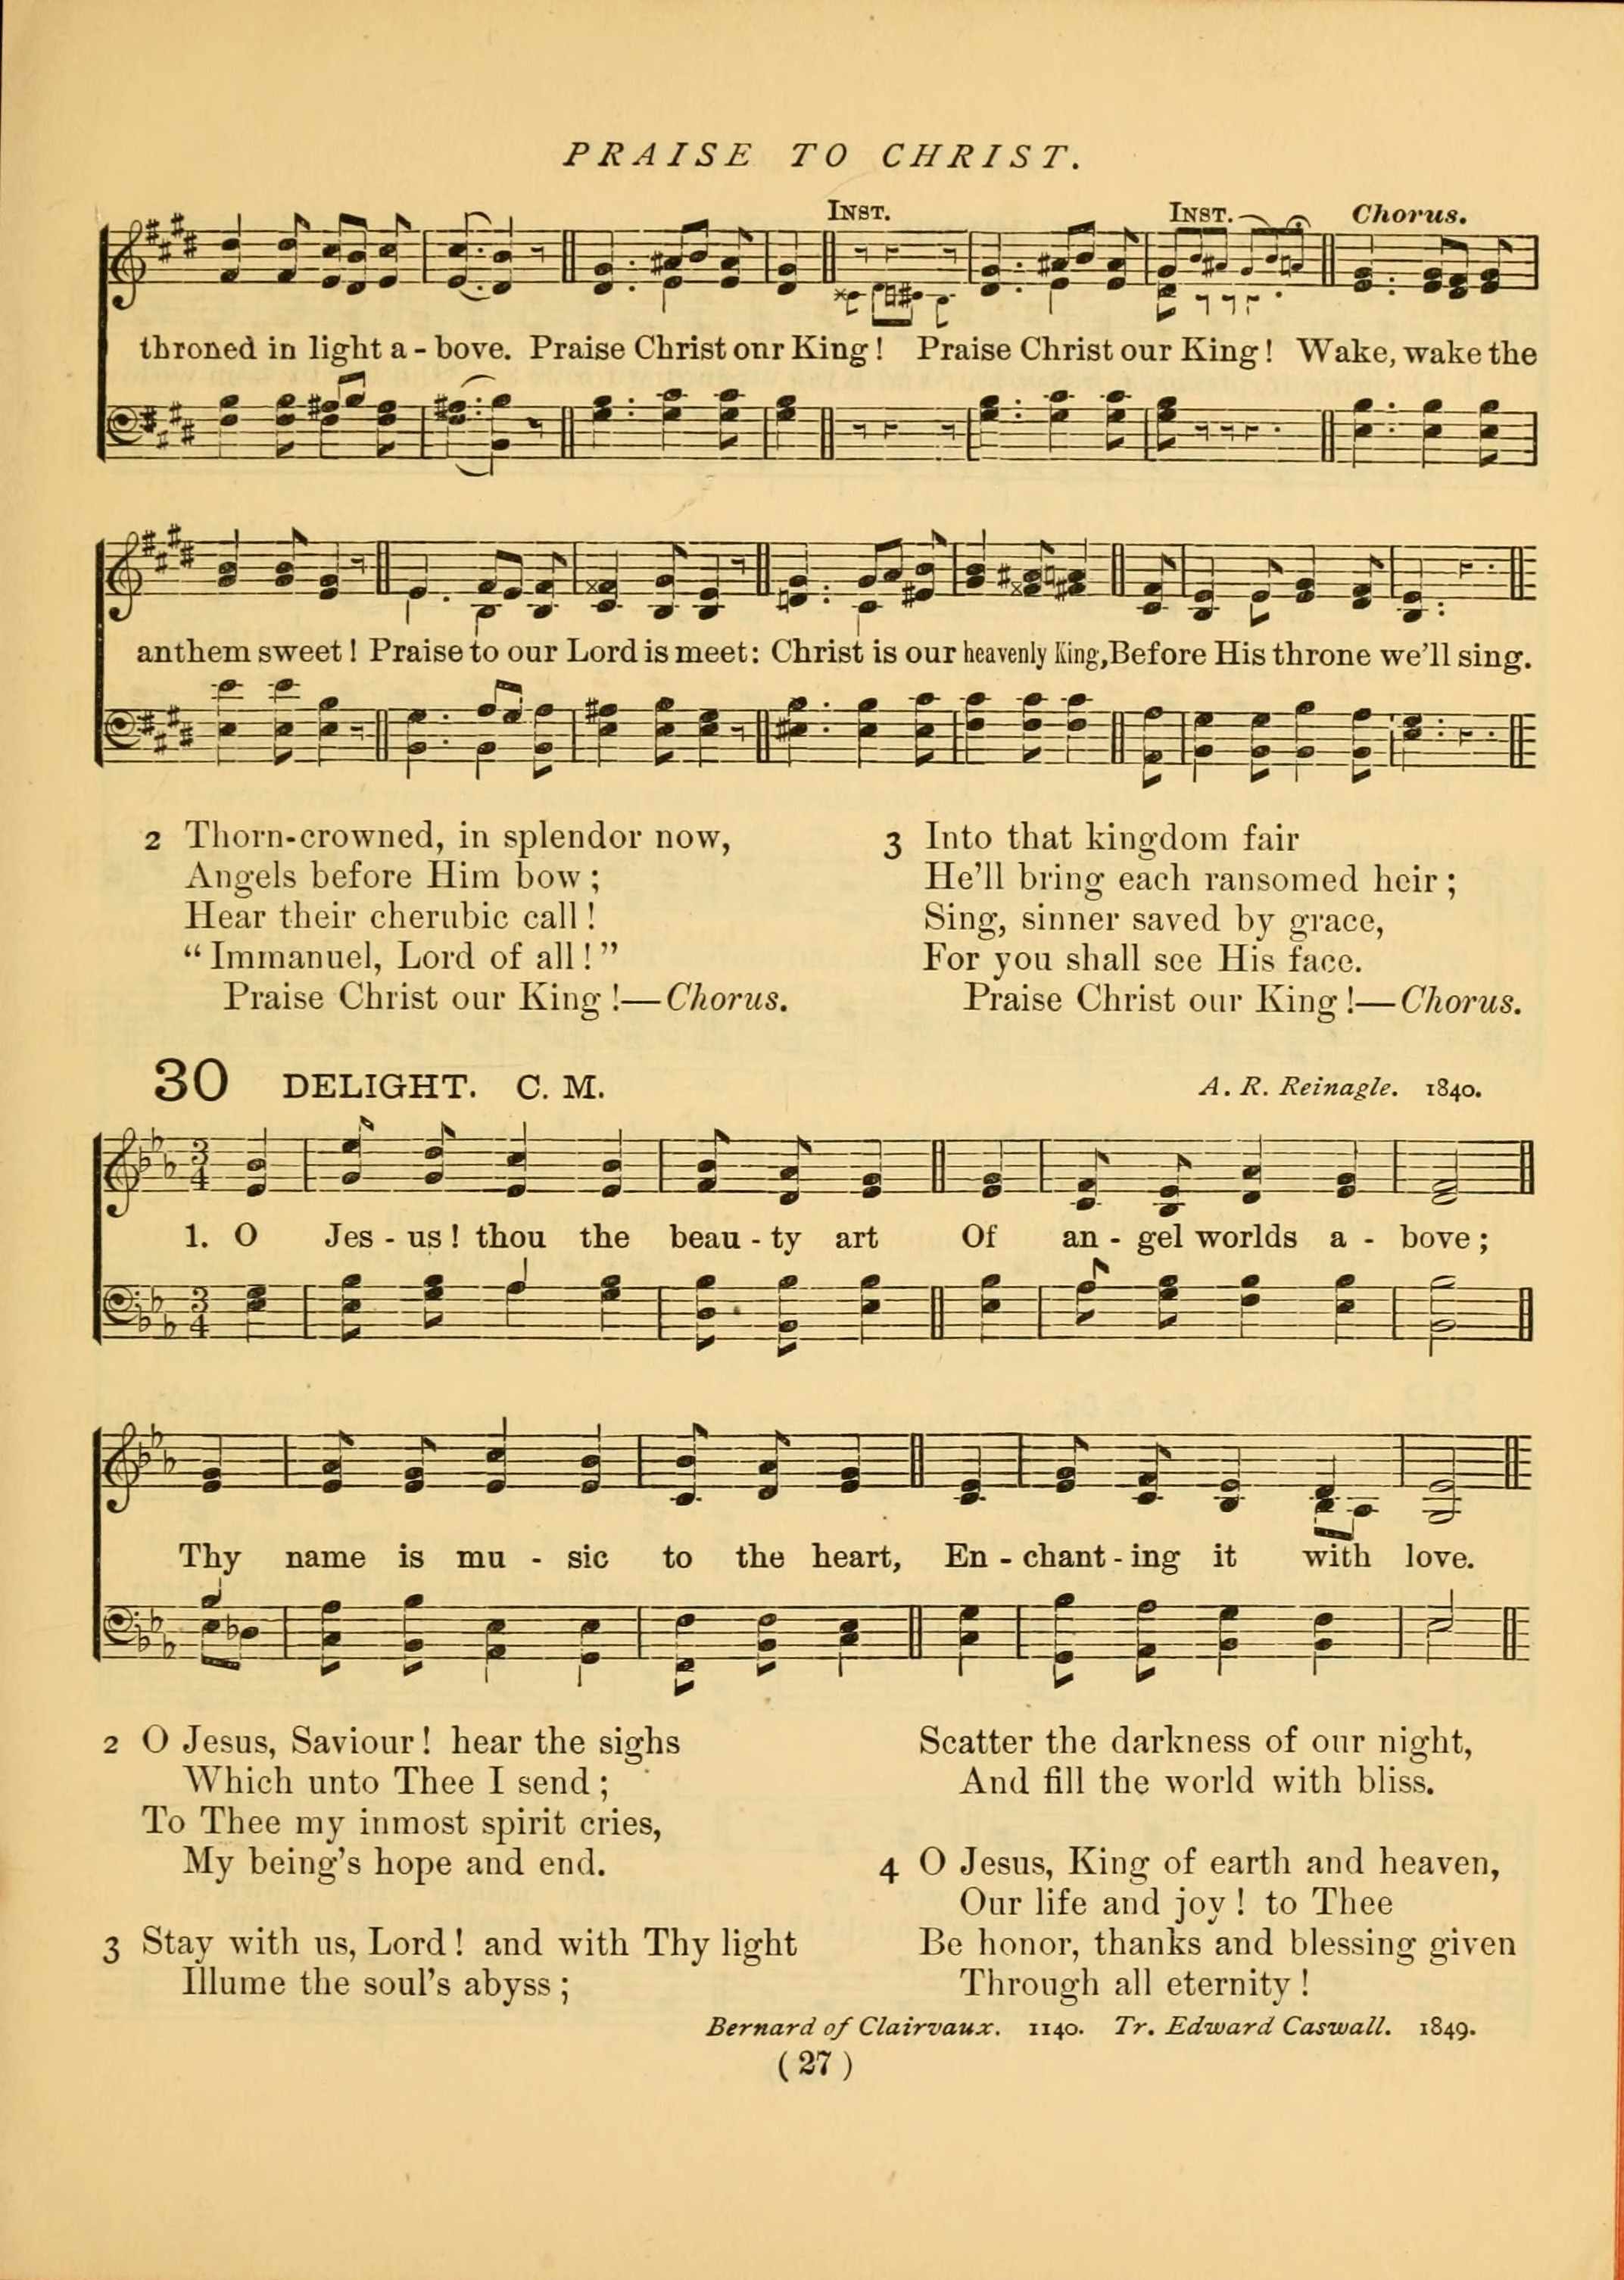 PRAISE TO CHRIST.
INST. INST. Chorus.
throned in light a - bove. Praise Christ onr King! Praise Christ our King! Wake, wake the
anthem sweet! Praise to our Lord is meet: Christ is our heavenly King, Before His throne we'll sing.
2 Thorn-crowned, in splendor now,
Angels before Him bow;
Hear their cherubic call!
“Immanuel, Lord of all!”
Praise Christ our King!—Chorus.
3 Into that kingdom fair
He'll bring each ransomed heir;
Sing, sinner saved by grace,
For you shall see His face.
Praise Christ our King!—Chorus.
30 DELIGHT. C. M. A. R. Reinagle. 1840.
1. O Jes - us! thou the beau - ty art Of an - gel worlds a - bove;
Thy name is mu - sic to the heart, En - chant - ing it with love.
2 O Jesus, Saviour! hear the sighs
Which unto Thee I send;
To Thee my inmost spirit cries,
My being's hope and end.
3 Stay with us, Lord! and with Thy light
Illume the soul's abyss;
Scatter the darkness of our night,
And fill the world with bliss.
4 O Jesus, King of earth and heaven,
Our life and joy! to Thee
Be honor, thanks and blessing given
Through all eternity!
Bernard of Clairvaux. 1140. Tr. Edward Caswall. 1849.
(27)